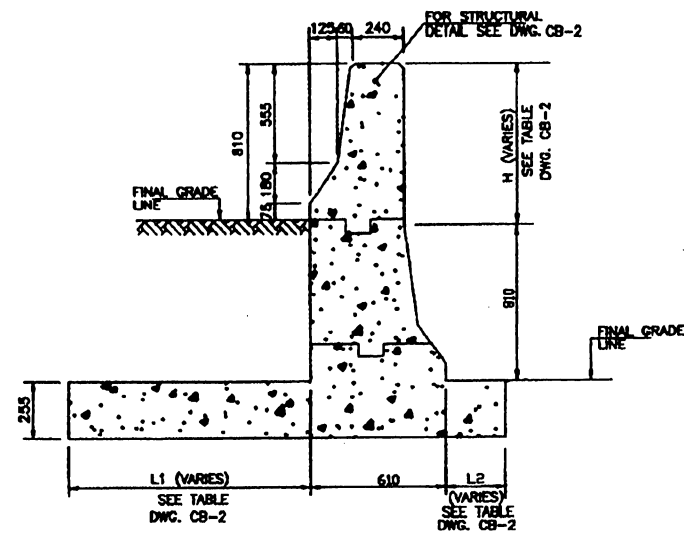 FOR STRUCTURAL
DETAIL SEE DWG. CB-2
125 60 240
810
555
180
75
H (VARIES)
SEE TABLE
DWG. CB-2
FINAL GRADE
LINE
810
FINAL GRADE
LINE
255
L1 (VARIES)
SEE TABLE
DWG. CB-2
610
L2
(VARIES)
SEE TABLE
DWG. CB-2